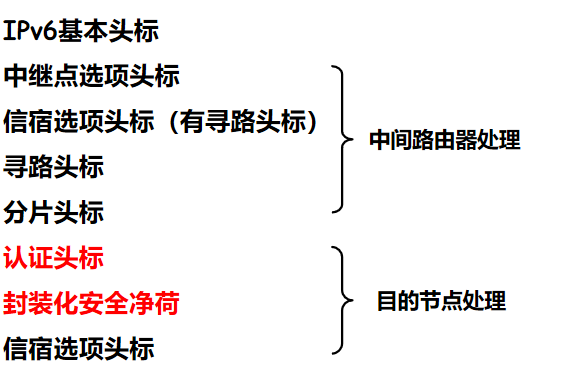 IPv6基本头标
中继点选项头标
信宿选项头标（有寻路头标）
寻路头标
分片头标
中间路由器处理
认证头标
封装化安全净荷
信宿选项头标
目的节点处理